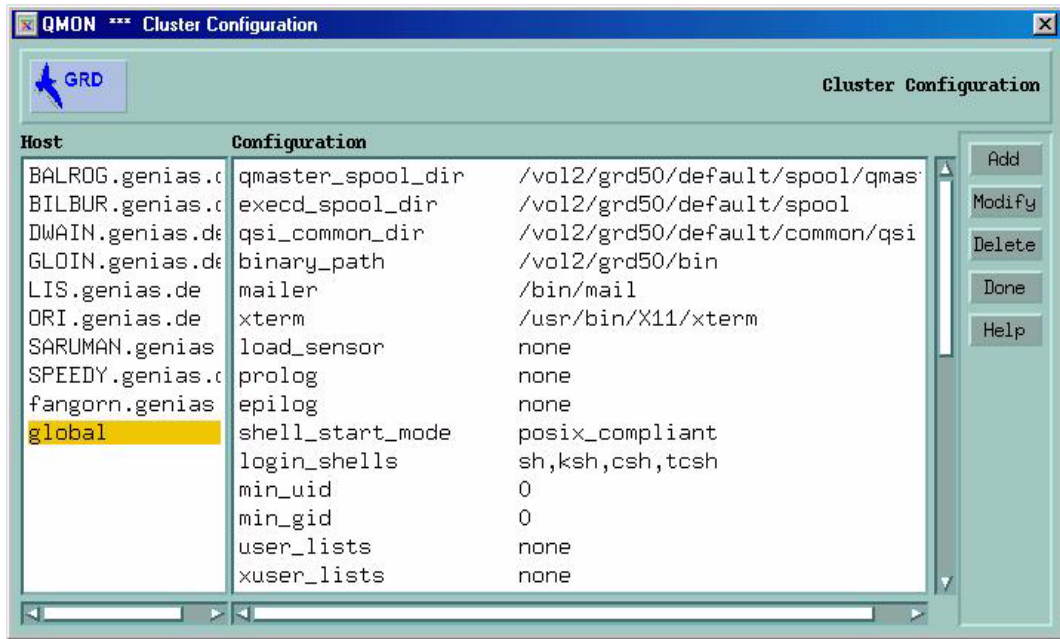 QMON *** Cluster Configuration
GRD
Cluster Configuration
Host
Configuration
BALROG.genias.
qmaster_spool_dir /vol2/grd50/default/spool/qmas
BILBUR.genias.
execd_spool_dir /vol2/grd50/default/spool
DWAIN.genias.de
qsi_common_dir /vol2/grd50/default/common/qsi
GLOIN.genias.de
binary_path /vol2/grd50/bin
LIS.genias.de
mailer /bin/mail
ORI.genias.de
xterm /usr/bin/X11/xterm
SARUMAN.genias
load_sensor none
SPEEDY.genias.
prolog none
fangorn.genias
epilog none
global
shell_start_mode posix_compliant
login_shells sh,ksh,csh,tcsh
min_uid 0
min_gid 0
user_lists none
xuser_lists none
Add
Modify
Delete
Done
Help